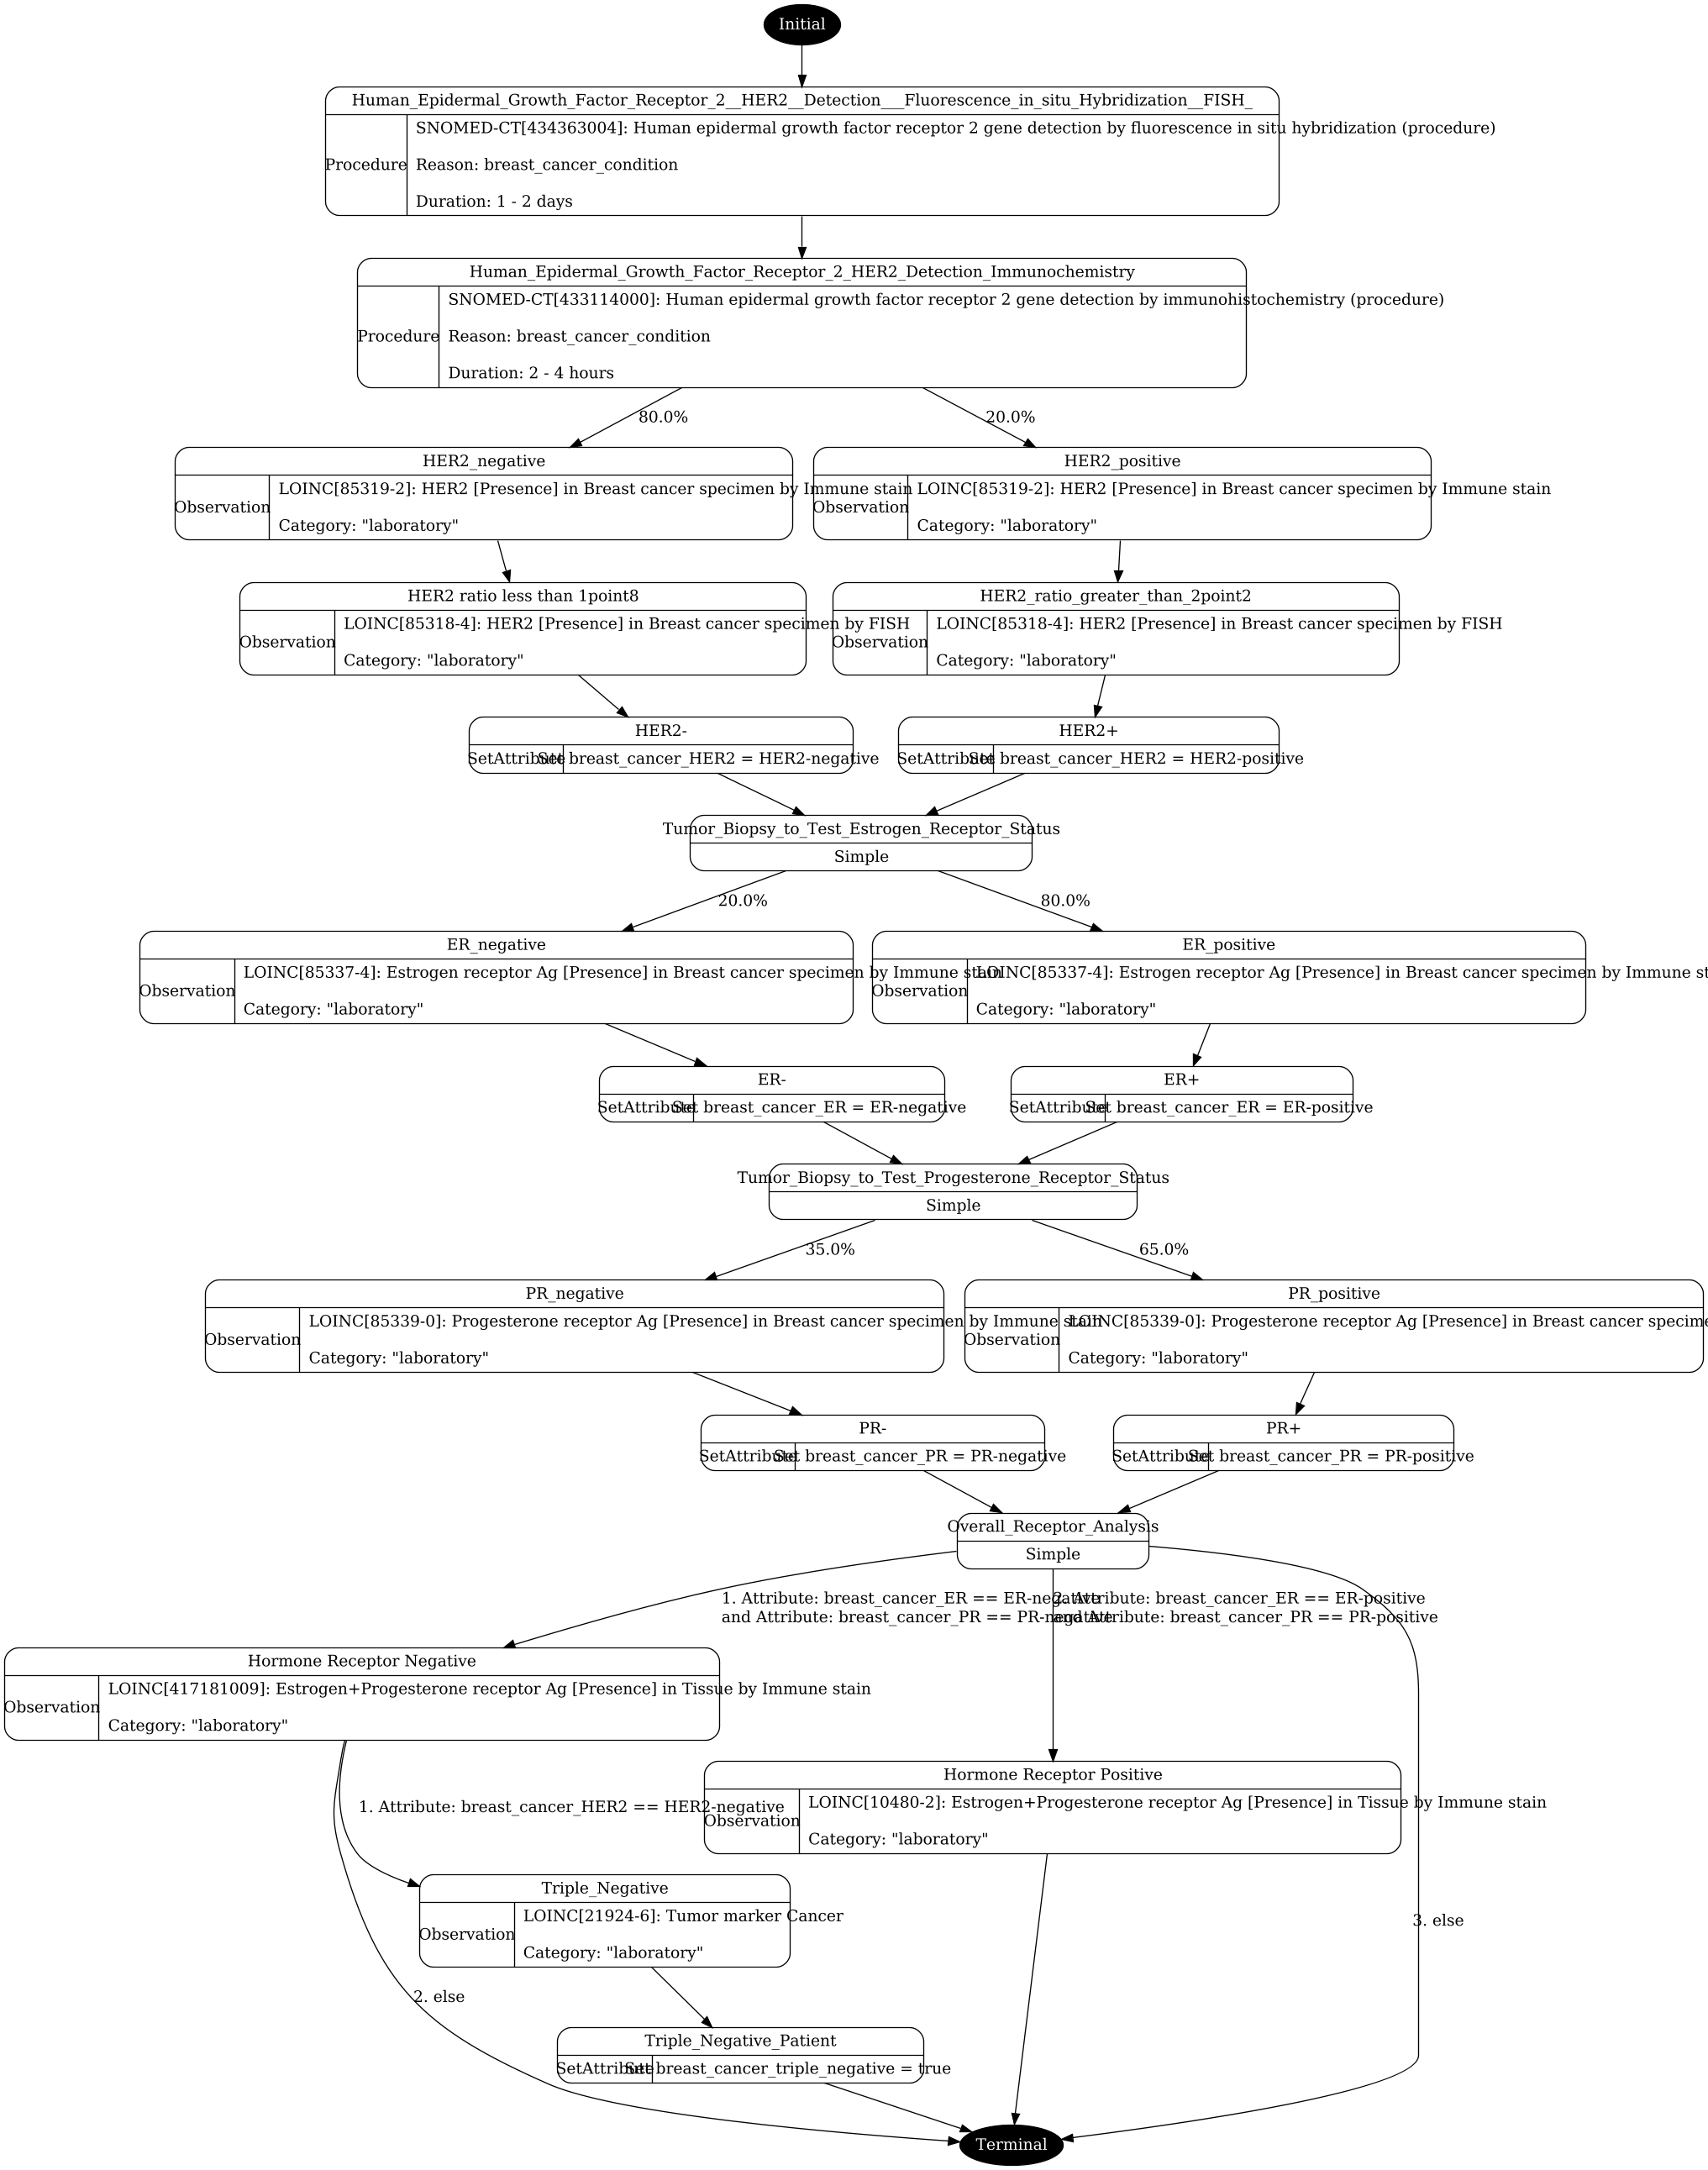 Initial
Human_Epidermal_Growth_Factor_Receptor_2__HER2__Detection___Fluorescence_in_situ_Hybridization__FISH_
Procedure
SNOMED-CT[434363004]: Human epidermal growth factor receptor 2 gene detection by fluorescence in situ hybridization (procedure)
Reason: breast_cancer_condition
Duration: 1 - 2 days
Human_Epidermal_Growth_Factor_Receptor_2_HER2_Detection_Immunochemistry
Procedure
SNOMED-CT[433114000]: Human epidermal growth factor receptor 2 gene detection by immunohistochemistry (procedure)
Reason: breast_cancer_condition
Duration: 2 - 4 hours
80.0%
20.0%
HER2_negative
Observation
LOINC[85319-2]: HER2 [Presence] in Breast cancer specimen by Immune stain
Category: "laboratory"
HER2_positive
Observation
LOINC[85319-2]: HER2 [Presence] in Breast cancer specimen by Immune stain
Category: "laboratory"
HER2 ratio less than 1point8
Observation
LOINC[85318-4]: HER2 [Presence] in Breast cancer specimen by FISH
Category: "laboratory"
HER2_ratio_greater_than_2point2
Observation
LOINC[85318-4]: HER2 [Presence] in Breast cancer specimen by FISH
Category: "laboratory"
HER2-
SetAttribute
Set breast_cancer_HER2 = HER2-negative
HER2+
SetAttribute
Set breast_cancer_HER2 = HER2-positive
Tumor_Biopsy_to_Test_Estrogen_Receptor_Status
Simple
20.0%
80.0%
ER_negative
Observation
LOINC[85337-4]: Estrogen receptor Ag [Presence] in Breast cancer specimen by Immune stain
Category: "laboratory"
ER_positive
Observation
LOINC[85337-4]: Estrogen receptor Ag [Presence] in Breast cancer specimen by Immune st
Category: "laboratory"
ER-
SetAttribute
Set breast_cancer_ER = ER-negative
ER+
SetAttribute
Set breast_cancer_ER = ER-positive
Tumor_Biopsy_to_Test_Progesterone_Receptor_Status
Simple
35.0%
65.0%
PR_negative
Observation
LOINC[85339-0]: Progesterone receptor Ag [Presence] in Breast cancer specimen by Immune stain
Category: "laboratory"
PR_positive
Observation
LOINC[85339-0]: Progesterone receptor Ag [Presence] in Breast cancer specime
Category: "laboratory"
PR-
SetAttribute
Set breast_cancer_PR = PR-negative
PR+
SetAttribute
Set breast_cancer_PR = PR-positive
Overall_Receptor_Analysis
Simple
1. Attribute: breast_cancer_ER == ER-negative
and Attribute: breast_cancer_PR == PR-negative
2. Attribute: breast_cancer_ER == ER-positive
and Attribute: breast_cancer_PR == PR-positive
Hormone Receptor Negative
Observation
LOINC[417181009]: Estrogen+Progesterone receptor Ag [Presence] in Tissue by Immune stain
Category: "laboratory"
Hormone Receptor Positive
Observation
LOINC[10480-2]: Estrogen+Progesterone receptor Ag [Presence] in Tissue by Immune stain
Category: "laboratory"
1. Attribute: breast_cancer_HER2 == HER2-negative
Triple_Negative
Observation
LOINC[21924-6]: Tumor marker Cancer
Category: "laboratory"
3. else
2. else
Triple_Negative_Patient
SetAttribute
Set breast_cancer_triple_negative = true
Terminal